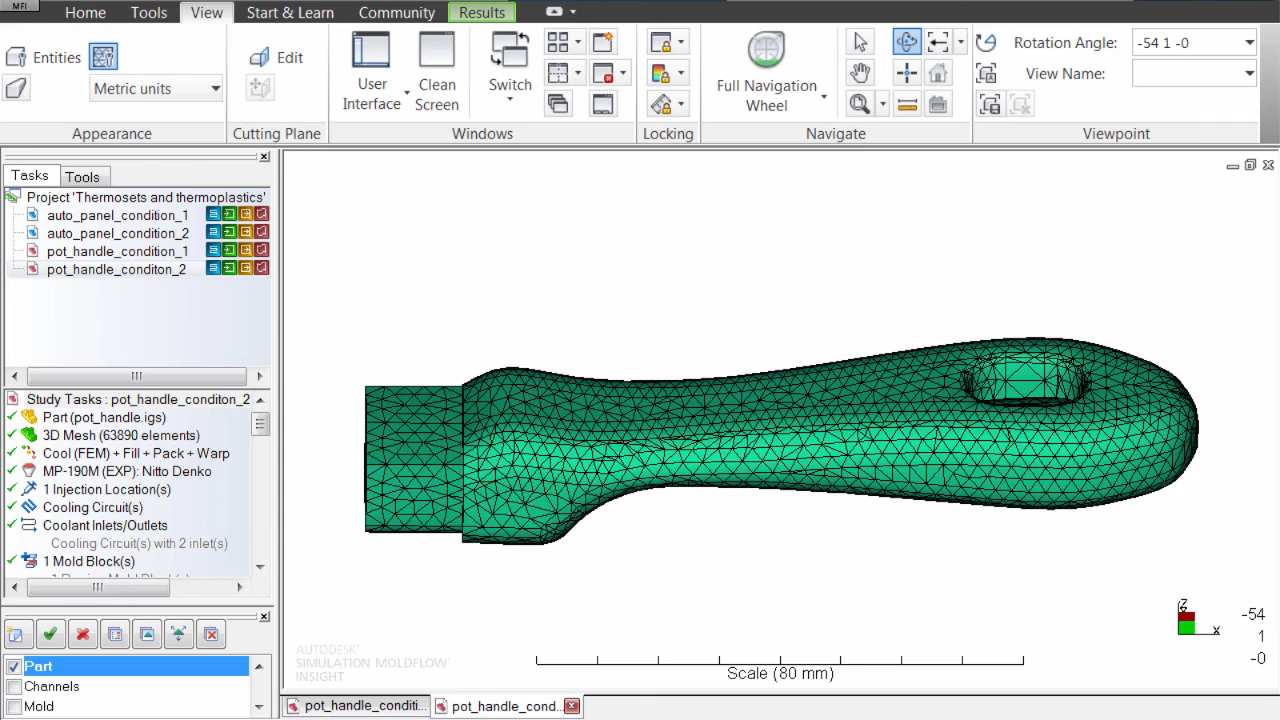 MFI
Home Tools View Start & Learn Community Results
Entities
Metric units
Appearance
Edit
Cutting Plane
User Interface
Clean Screen
Switch
Windows
Locking
Full Navigation Wheel
Navigate
Rotation Angle: -54 1 -0
View Name:
Viewpoint
Tasks Tools
Project 'Thermosets and thermoplastics'
auto_panel_condition_1
auto_panel_condition_2
pot_handle_condition_1
pot_handle_conditon_2
Study Tasks : pot_handle_conditon_2
Part (pot_handle.igs)
3D Mesh (63890 elements)
Cool (FEM) + Fill + Pack + Warp
MP-190M (EXP): Nitto Denko
1 Injection Location(s)
Cooling Circuit(s)
Coolant Inlets/Outlets
Cooling Circuit(s) with 2 inlet(s)
1 Mold Block(s)
Part
Channels
Mold
AUTODESK®
SIMULATION MOLDFLOW®
INSIGHT
Scale (80 mm)
Z
X
-54
1
-0
pot_handle_conditi...
pot_handle_cond...